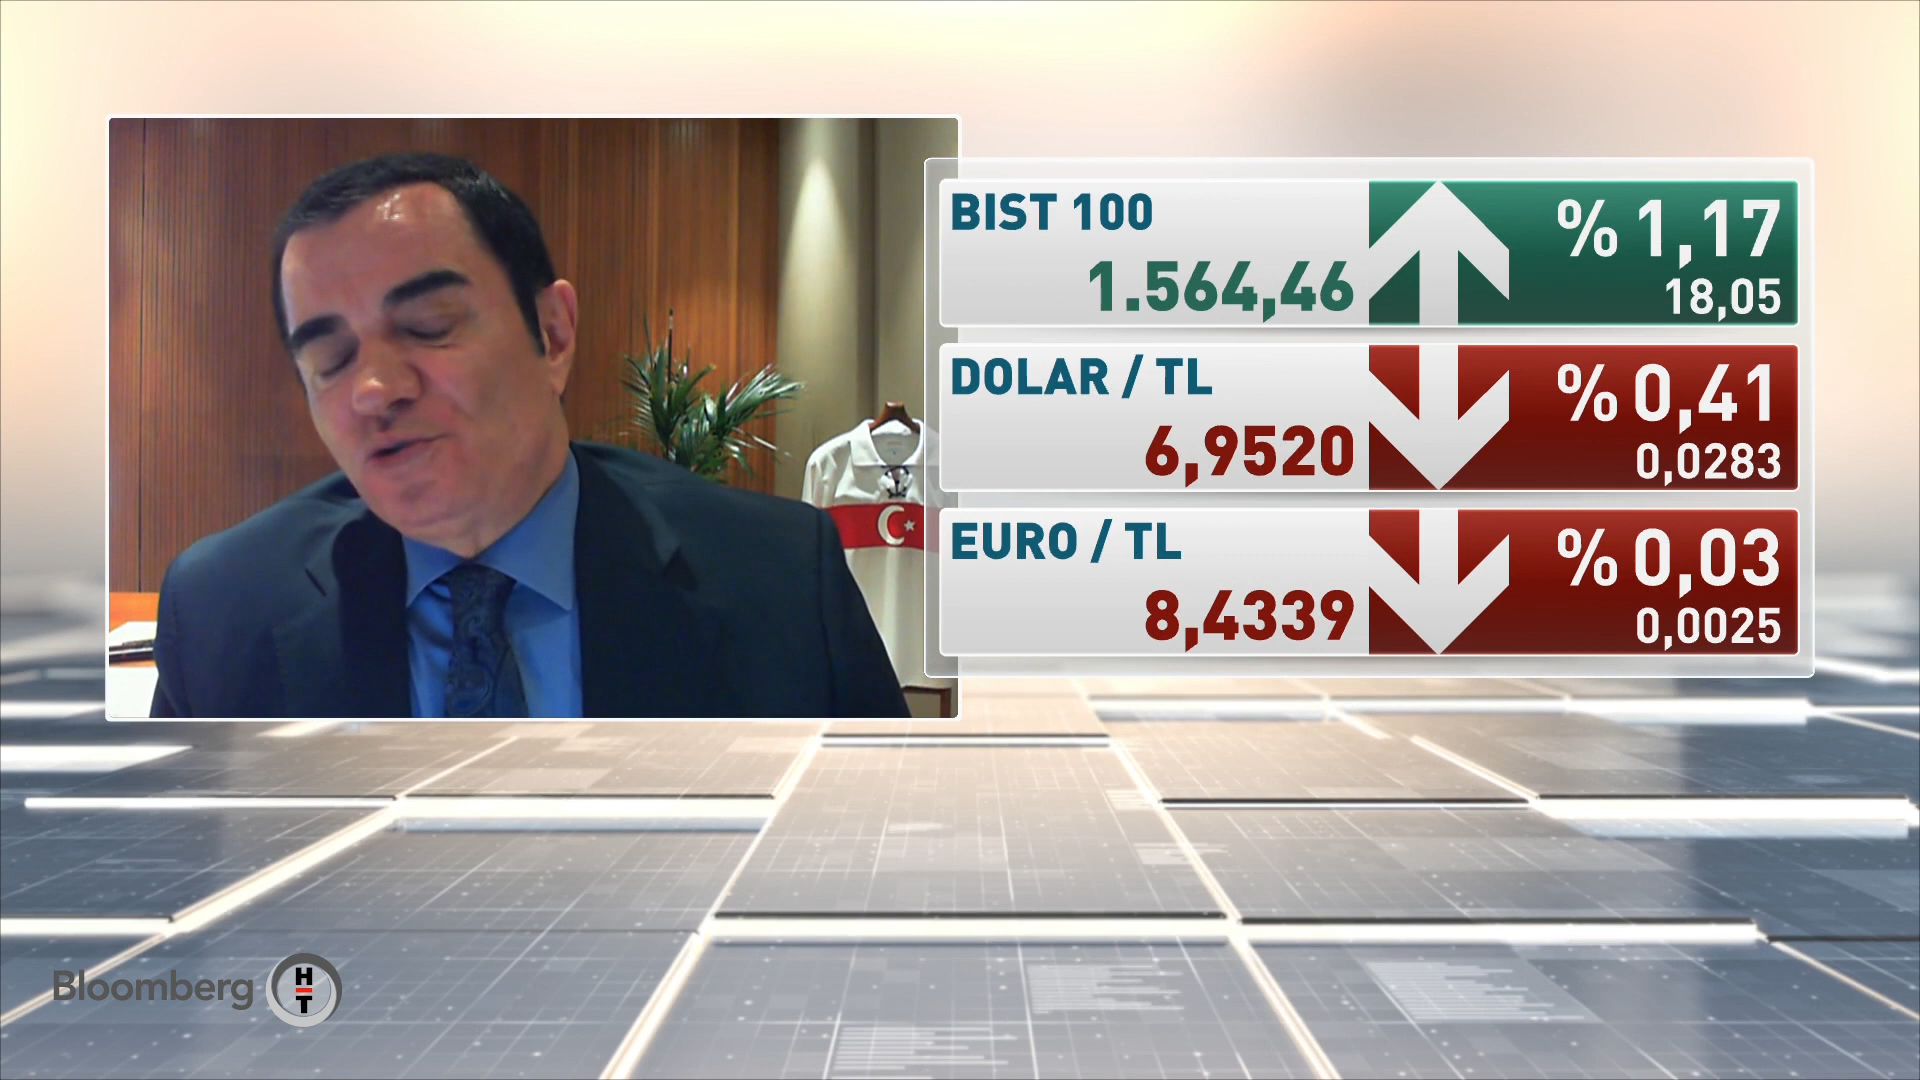 BIST 100
1.564,46
% 1,17
18,05
DOLAR / TL
6,9520
% 0,41
0,0283
EURO / TL
8,4339
% 0,03
0,0025
Bloomberg HT